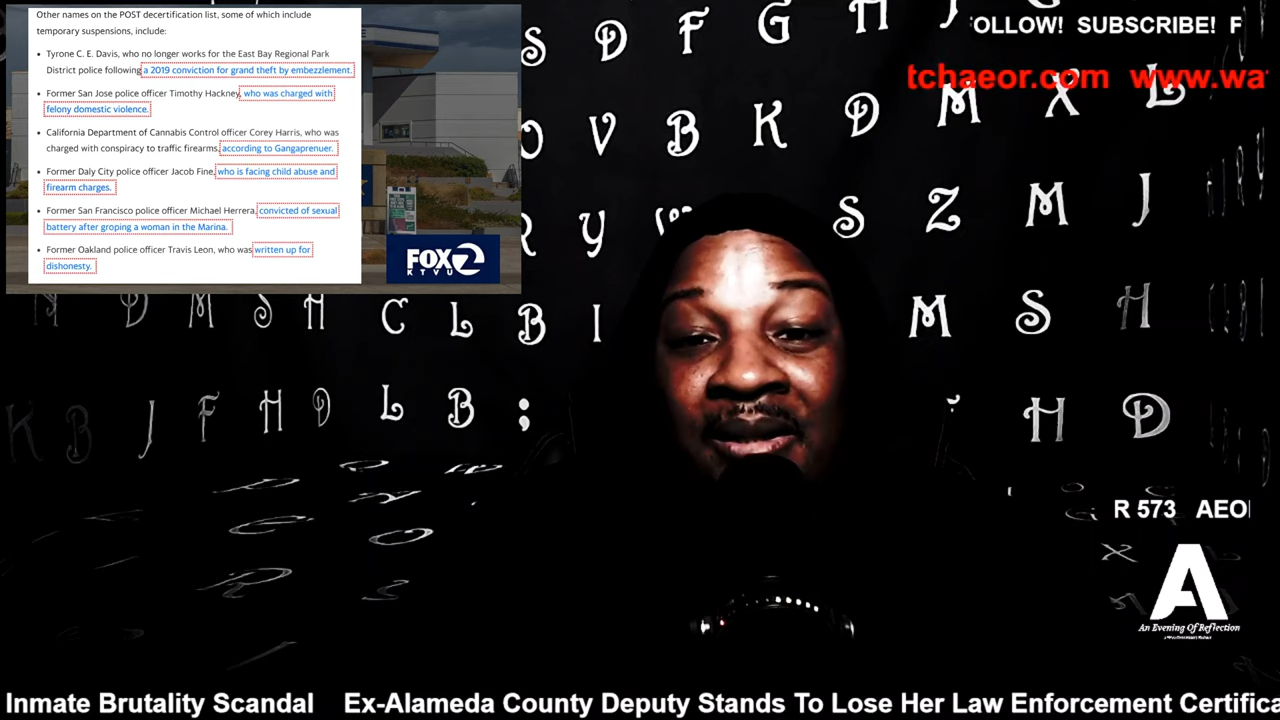 Other names on the POST decertification list, some of which include
temporary suspensions, include:
Tyrone C. E. Davis, who no longer works for the East Bay Regional Park
District police following a 2019 conviction for grand theft by embezzlement.
Former San Jose police officer Timothy Hackney, who was charged with
felony domestic violence.
California Department of Cannabis Control officer Corey Harris, who was
charged with conspiracy to traffic firearms, according to Gangaprenuer.
Former Daly City police officer Jacob Fine, who is facing child abuse and
firearm charges.
Former San Francisco police officer Michael Herrera, convicted of sexual
battery after groping a woman in the Marina.
Former Oakland police officer Travis Leon, who was written up for
dishonesty.
FOX 2
KTVU
OLLOW! SUBSCRIBE! F
tchaeor.com www.wa
S D F G H J
O V B K D M X L
R Y S Z M J
N D M S H C L B I M S H
K B J F H D L B ; H D
R 573 AEO
A
An Evening Of Reflection
Inmate Brutality Scandal Ex-Alameda County Deputy Stands To Lose Her Law Enforcement Certifica